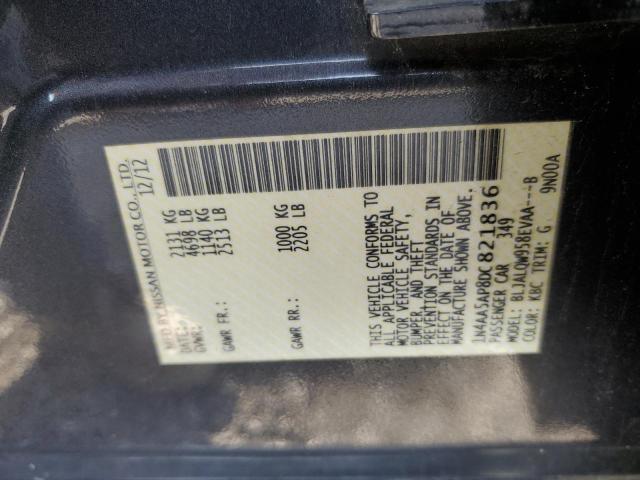 MFD BY NISSAN MOTOR CO., LTD.
DATE: 12/12
GVWR: 2131 KG
4698 LB
GAWR FR.: 1140 KG
2513 LB
1000 KG
GAWR RR.: 2205 LB
THIS VEHICLE CONFORMS TO
ALL APPLICABLE FEDERAL
MOTOR VEHICLE SAFETY,
BUMPER, AND THEFT
PREVENTION STANDARDS IN
EFFECT ON THE DATE OF
MANUFACTURE SHOWN ABOVE.
1N4AA5AP8DC821836
PASSENGER CAR 349
MODEL: BLJALOW958EVAA---B
COLOR: KBC TRIM: G 9N00A